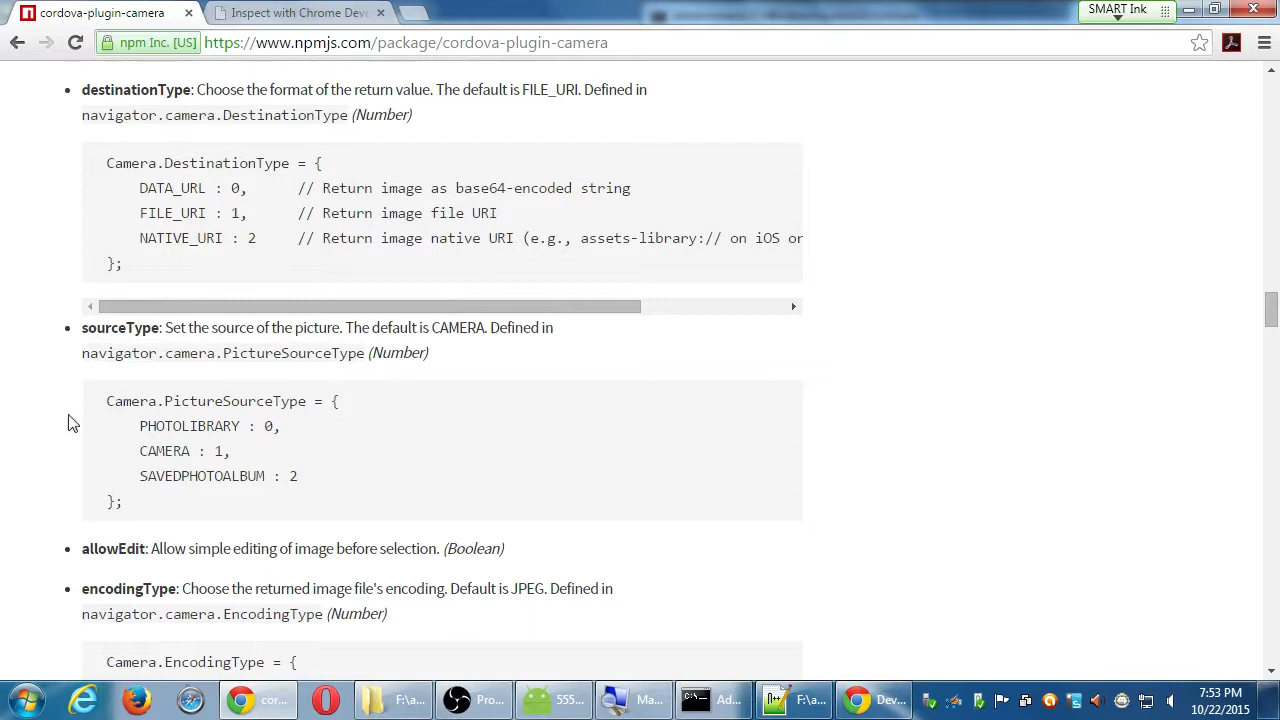 cordova-plugin-camera
Inspect with Chrome Deve
SMART Ink
npm Inc. [US]
https://www.npmjs.com/package/cordova-plugin-camera
destinationType: Choose the format of the return value. The default is FILE_URI. Defined in
navigator.camera.DestinationType (Number)
Camera.DestinationType = {
DATA_URL : 0, // Return image as base64-encoded string
FILE_URI : 1, // Return image file URI
NATIVE_URI : 2 // Return image native URI (e.g., assets-library:// on iOS or
};
sourceType: Set the source of the picture. The default is CAMERA. Defined in
navigator.camera.PictureSourceType (Number)
Camera.PictureSourceType = {
PHOTOLIBRARY : 0,
CAMERA : 1,
SAVEDPHOTOALBUM : 2
};
allowEdit: Allow simple editing of image before selection. (Boolean)
encodingType: Choose the returned image file's encoding. Default is JPEG. Defined in
navigator.camera.EncodingType (Number)
Camera.EncodingType = {
cor...
F:\a...
Pro...
555...
Ma...
Ad...
F:\a...
Dev...
7:53 PM
10/22/2015